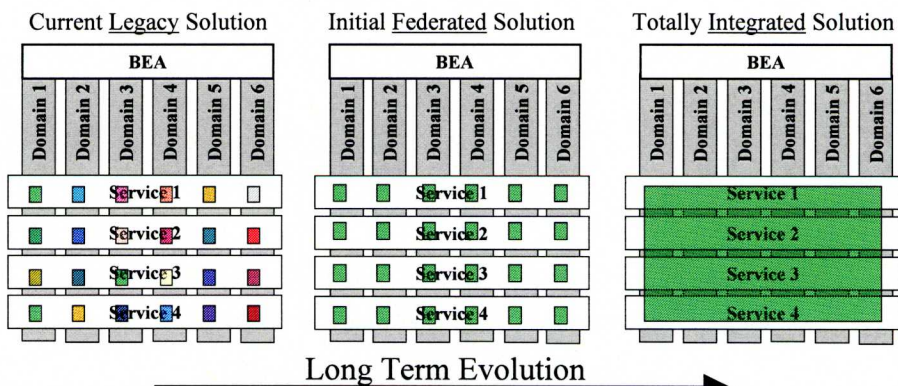 Current Legacy Solution
Initial Federated Solution
Totally Integrated Solution
BEA
BEA
BEA
Domain 1
Domain 2
Domain 3
Domain 4
Domain 5
Domain 6
Domain 1
Domain 2
Domain 3
Domain 4
Domain 5
Domain 6
Domain 1
Domain 2
Domain 3
Domain 4
Domain 5
Domain 6
Service 1
Service 1
Service 1
Service 2
Service 2
Service 2
Service 3
Service 3
Service 3
Service 4
Service 4
Service 4
Long Term Evolution